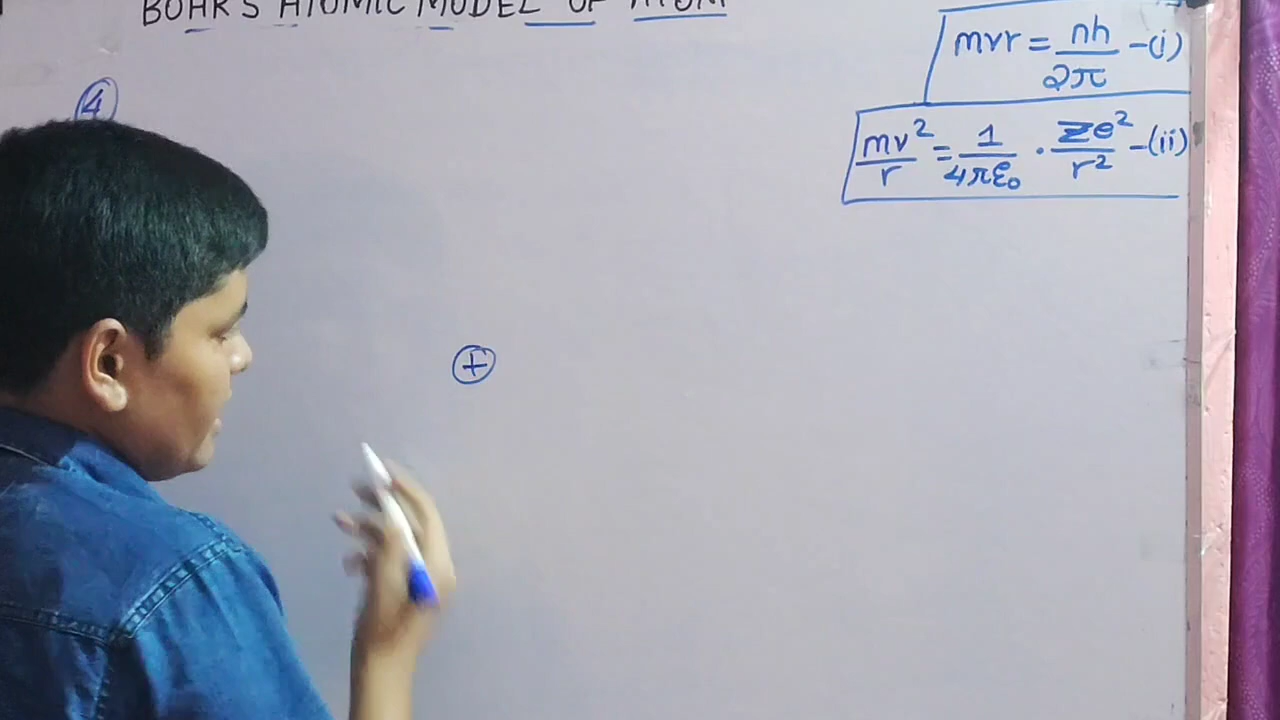 BOHR'S ATOMIC MODEL OF ATOM
mvr = nh/2π -(i)
mv²/r = 1/4πε₀ · Ze²/r² -(ii)
4
+